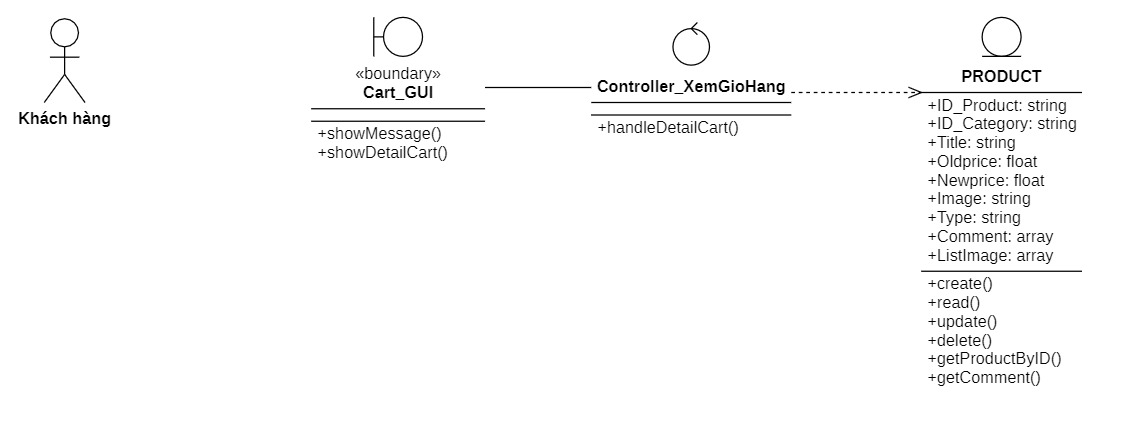 Khách hàng
«boundary»
Cart_GUI
+showMessage()
+showDetailCart()
Controller_XemGioHang
+handleDetailCart()
PRODUCT
+ID_Product: string
+ID_Category: string
+Title: string
+Oldprice: float
+Newprice: float
+Image: string
+Type: string
+Comment: array
+ListImage: array
+create()
+read()
+update()
+delete()
+getProductByID()
+getComment()